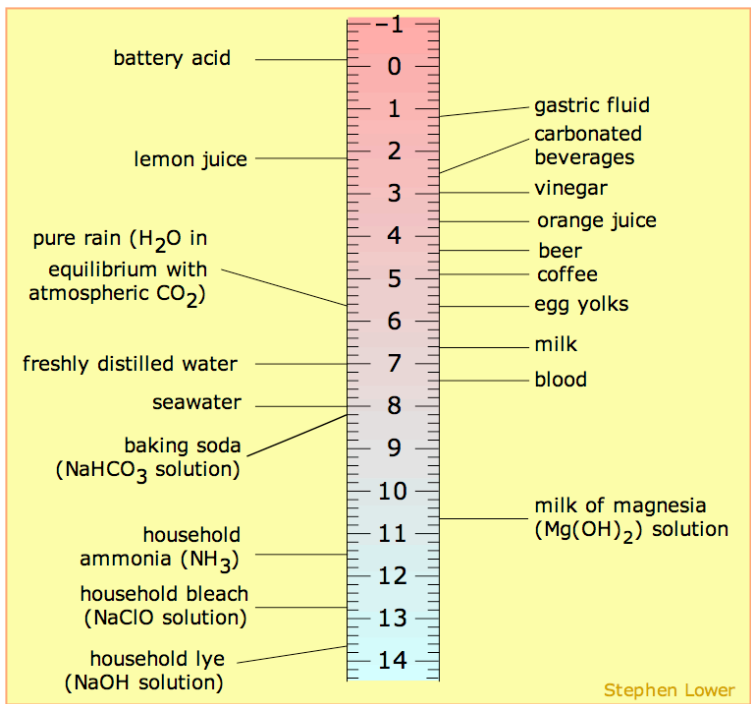 battery acid
lemon juice
pure rain (H₂O in
equilibrium with
atmospheric CO₂)
freshly distilled water
seawater
baking soda
(NaHCO₃ solution)
household
ammonia (NH₃)
household bleach
(NaClO solution)
household lye
(NaOH solution)
−1
0
1
2
3
4
5
6
7
8
9
10
11
12
13
14
gastric fluid
carbonated
beverages
vinegar
orange juice
beer
coffee
egg yolks
milk
blood
milk of magnesia
(Mg(OH)₂) solution
Stephen Lower